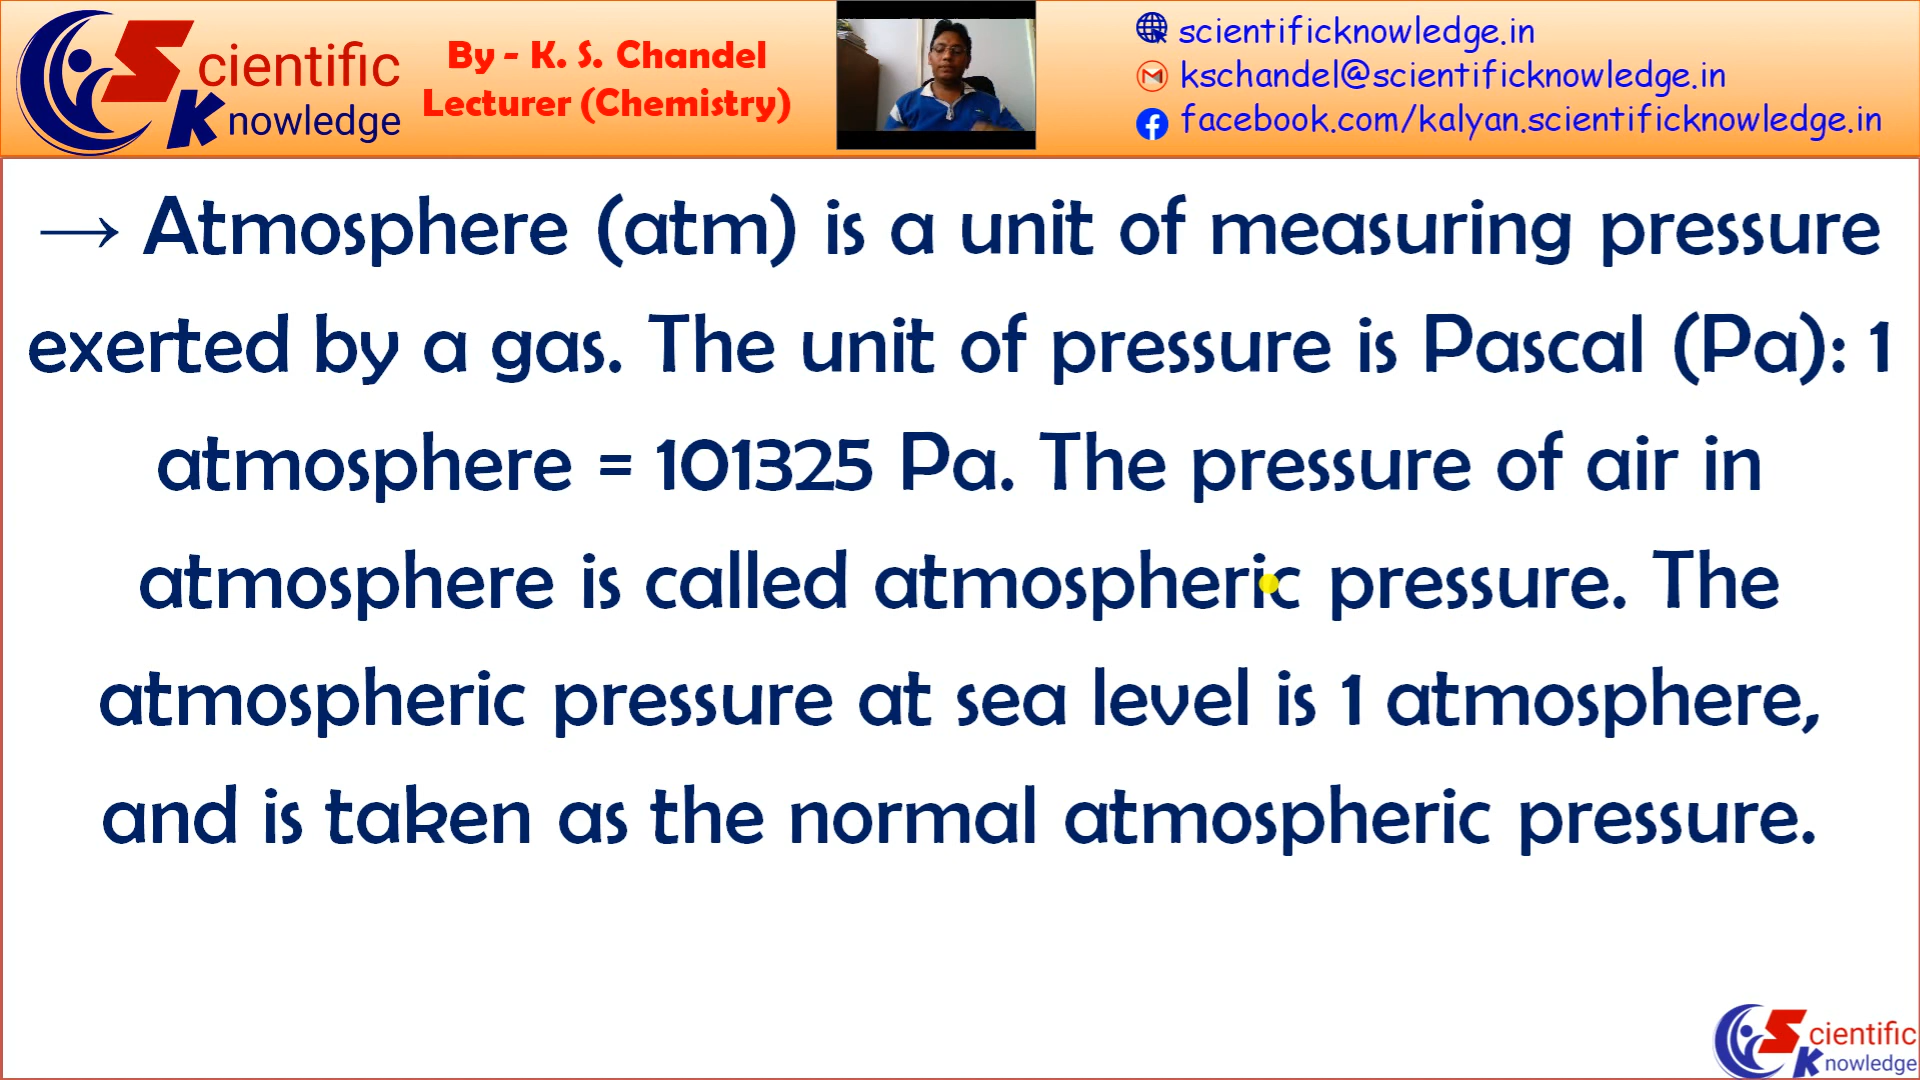 Scientific
Knowledge
By - K. S. Chandel
Lecturer (Chemistry)
scientificknowledge.in
kschandel@scientificknowledge.in
facebook.com/kalyan.scientificknowledge.in
→ Atmosphere (atm) is a unit of measuring pressure
exerted by a gas. The unit of pressure is Pascal (Pa): 1
atmosphere = 101325 Pa. The pressure of air in
atmosphere is called atmospheric pressure. The
atmospheric pressure at sea level is 1 atmosphere,
and is taken as the normal atmospheric pressure.
Scientific
Knowledge